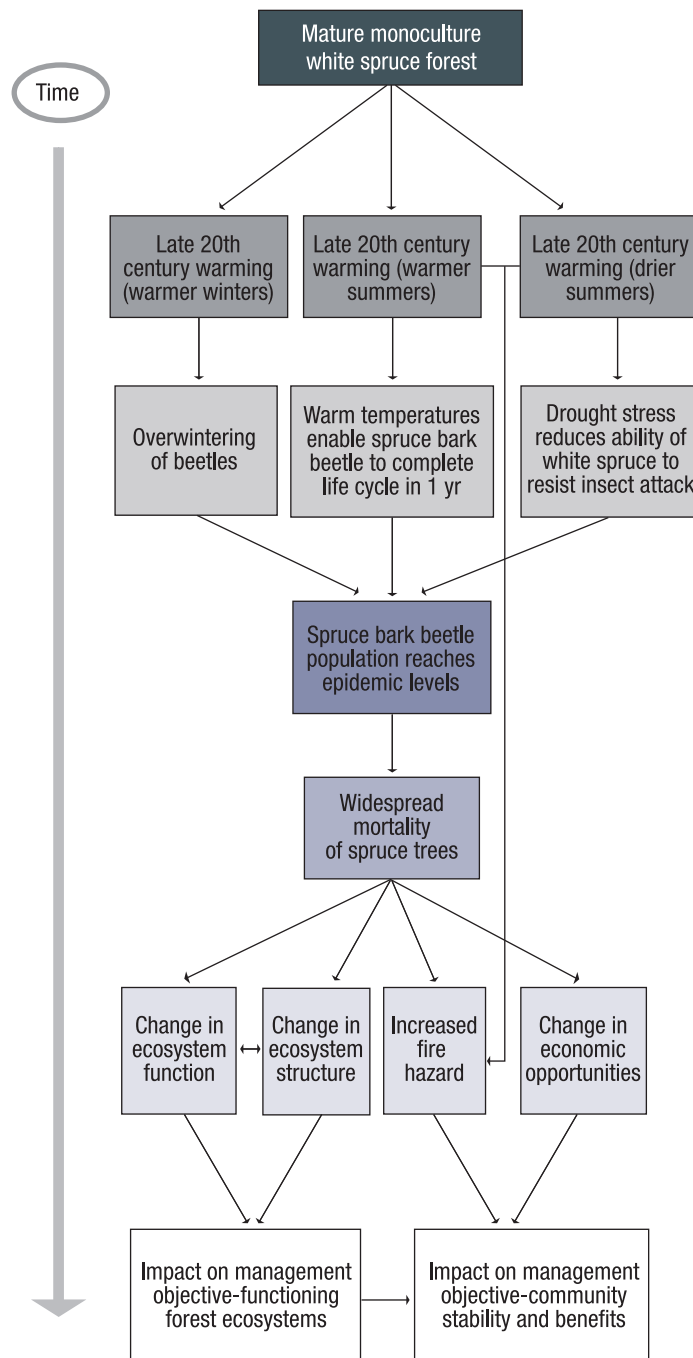 Mature monoculture
white spruce forest
Time
Late 20th
century warming
(warmer winters)
Late 20th century
warming (warmer
summers)
Late 20th century
warming (drier
summers)
Overwintering
of beetles
Warm temperatures
enable spruce bark
beetle to complete
life cycle in 1 yr
Drought stress
reduces ability of
white spruce to
resist insect attack
Spruce bark beetle
population reaches
epidemic levels
Widespread
mortality
of spruce trees
Change in
ecosystem
function
Change in
ecosystem
structure
Increased
fire
hazard
Change in
economic
opportunities
Impact on management
objective-functioning
forest ecosystems
Impact on management
objective-community
stability and benefits